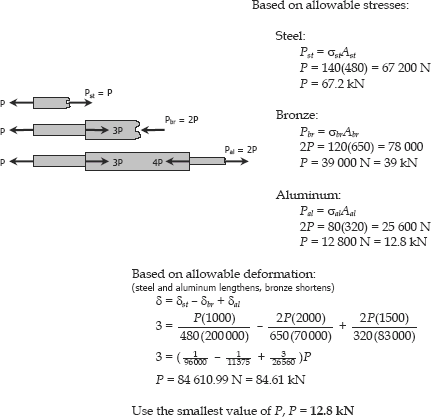 Based on allowable stresses:
Steel:
P_st = σ_st A_st
P = 140(480) = 67 200 N
P = 67.2 kN
P
P_st = P
Bronze:
P_br = σ_br A_br
2P = 120(650) = 78 000
P = 39 000 N = 39 kN
P
3P
P_br = 2P
P
3P
4P
P_al = 2P
Aluminum:
P_al = σ_al A_al
2P = 80(320) = 25 600 N
P = 12 800 N = 12.8 kN
Based on allowable deformation:
(steel and aluminum lengthens, bronze shortens)
δ = δ_st – δ_br + δ_al
3 = P(1000)/480(200 000) – 2P(2000)/650(70 000) + 2P(1500)/320(83 000)
3 = (1/96000 – 1/11375 + 3/26560)P
P = 84 610.99 N = 84.61 kN
Use the smallest value of P, P = 12.8 kN